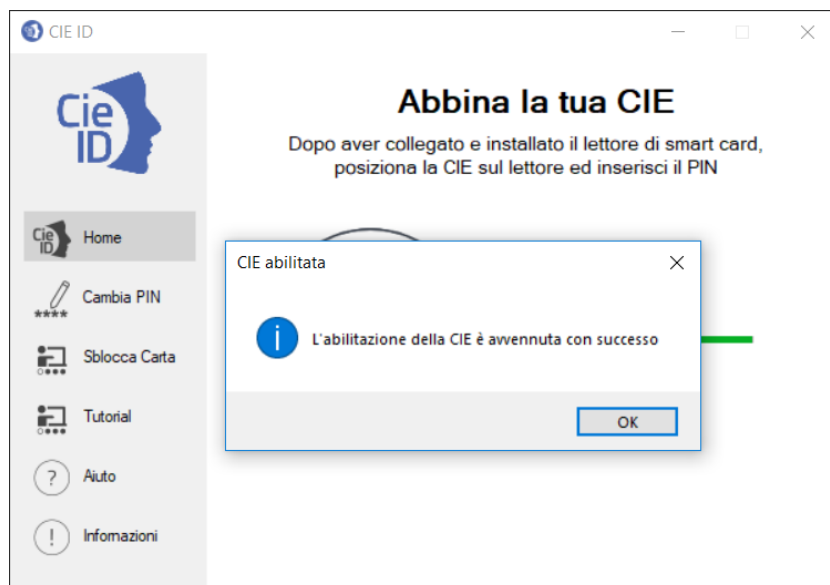 CIE ID
Cie
ID
Abbina la tua CIE
Dopo aver collegato e installato il lettore di smart card,
posiziona la CIE sul lettore ed inserisci il PIN
Cie
ID
Home
****
Cambia PIN
Sblocca Carta
Tutorial
?
Aiuto
!
Infomazioni
CIE abilitata
i
L'abilitazione della CIE è avvennuta con successo
OK